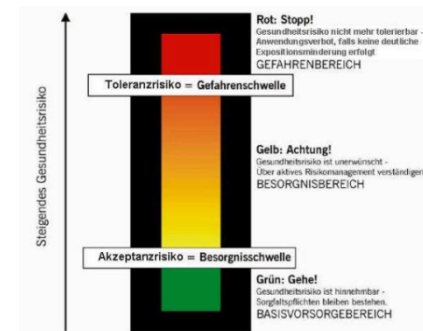 Rot: Stopp!
Gesundheitsrisiko nicht mehr tolerierbar -
Anwendungsverbot, falls keine deutliche
Expositionsminderung erfolgt
GEFAHRENBEREICH
Toleranzrisiko = Gefahrenschwelle
Steigendes Gesundheitsrisiko
Gelb: Achtung!
Gesundheitsrisiko ist unerwünscht -
Über aktives Risikomanagement verständigen
BESORGNISBEREICH
Akzeptanzrisiko = Besorgnisschwelle
Grün: Gehe!
Gesundheitsrisiko ist hinnehmbar -
Sorgfaltspflichten bleiben bestehen.
BASISVORSORGEBEREICH